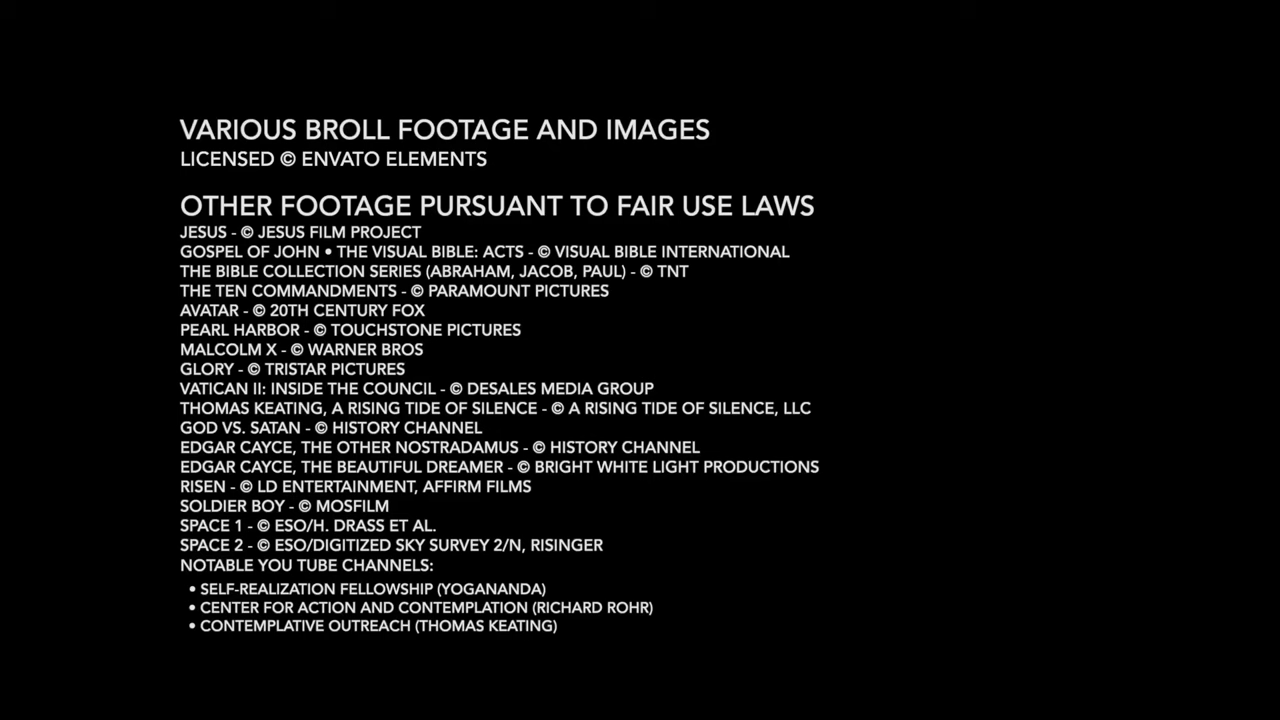 VARIOUS BROLL FOOTAGE AND IMAGES
LICENSED © ENVATO ELEMENTS
OTHER FOOTAGE PURSUANT TO FAIR USE LAWS
JESUS - © JESUS FILM PROJECT
GOSPEL OF JOHN • THE VISUAL BIBLE: ACTS - © VISUAL BIBLE INTERNATIONAL
THE BIBLE COLLECTION SERIES (ABRAHAM, JACOB, PAUL) - © TNT
THE TEN COMMANDMENTS - © PARAMOUNT PICTURES
AVATAR - © 20TH CENTURY FOX
PEARL HARBOR - © TOUCHSTONE PICTURES
MALCOLM X - © WARNER BROS
GLORY - © TRISTAR PICTURES
VATICAN II: INSIDE THE COUNCIL - © DESALES MEDIA GROUP
THOMAS KEATING, A RISING TIDE OF SILENCE - © A RISING TIDE OF SILENCE, LLC
GOD VS. SATAN - © HISTORY CHANNEL
EDGAR CAYCE, THE OTHER NOSTRADAMUS - © HISTORY CHANNEL
EDGAR CAYCE, THE BEAUTIFUL DREAMER - © BRIGHT WHITE LIGHT PRODUCTIONS
RISEN - © LD ENTERTAINMENT, AFFIRM FILMS
SOLDIER BOY - © MOSFILM
SPACE 1 - © ESO/H. DRASS ET AL.
SPACE 2 - © ESO/DIGITIZED SKY SURVEY 2/N, RISINGER
NOTABLE YOU TUBE CHANNELS:
• SELF-REALIZATION FELLOWSHIP (YOGANANDA)
• CENTER FOR ACTION AND CONTEMPLATION (RICHARD ROHR)
• CONTEMPLATIVE OUTREACH (THOMAS KEATING)